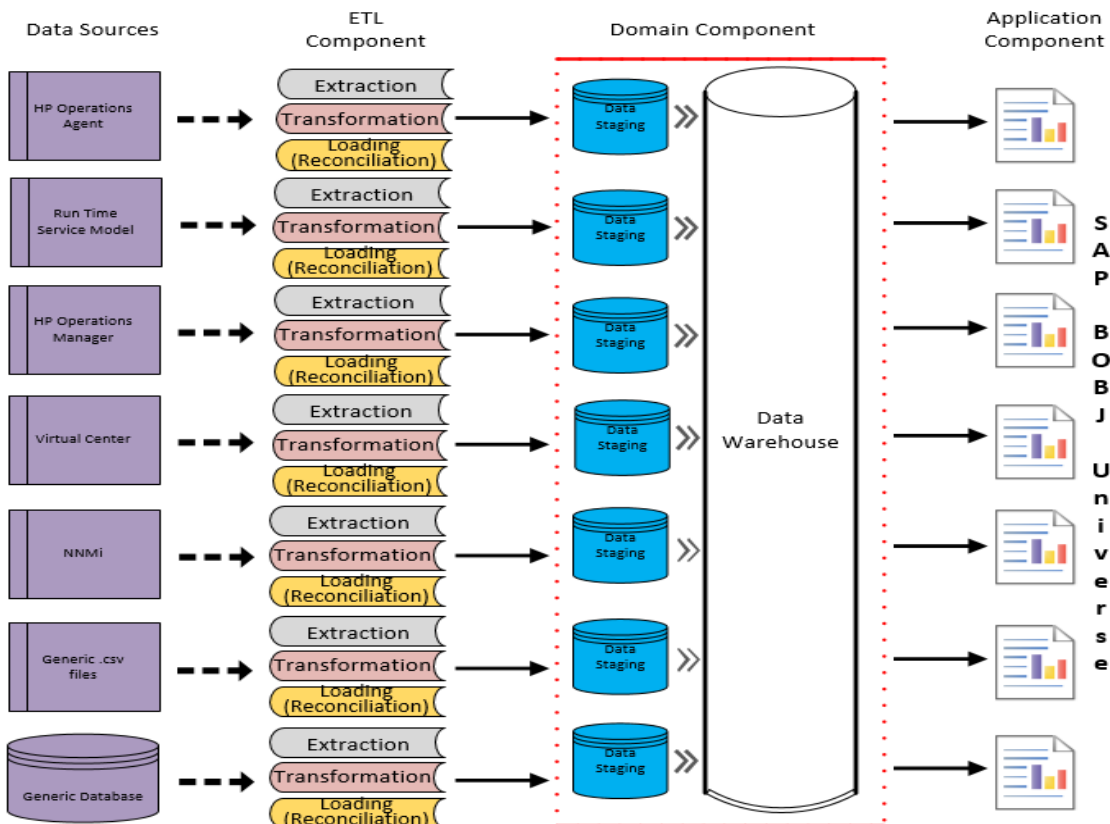 Data Sources
ETL
Component
Domain Component
Application
Component
HP Operations
Agent
Extraction
Transformation
Loading
(Reconciliation)
Data
Staging
Run Time
Service Model
Extraction
Transformation
Loading
(Reconciliation)
Data
Staging
HP Operations
Manager
Extraction
Transformation
Loading
(Reconciliation)
Data
Staging
Virtual Center
Extraction
Transformation
Loading
(Reconciliation)
Data
Staging
NNMi
Extraction
Transformation
Loading
(Reconciliation)
Data
Staging
Generic .csv
files
Extraction
Transformation
Loading
(Reconciliation)
Data
Staging
Generic Database
Extraction
Transformation
Loading
(Reconciliation)
Data
Staging
Data
Warehouse
SAP BOBJ Universe